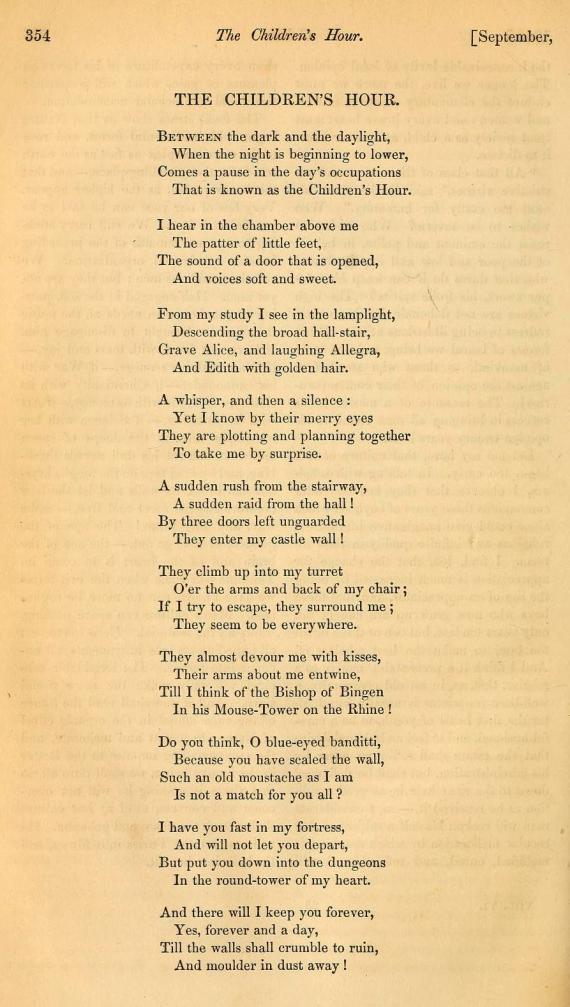 354 The Children's Hour. [September,
THE CHILDREN'S HOUR.
BETWEEN the dark and the daylight,
When the night is beginning to lower,
Comes a pause in the day's occupations
That is known as the Children's Hour.
I hear in the chamber above me
The patter of little feet,
The sound of a door that is opened,
And voices soft and sweet.
From my study I see in the lamplight,
Descending the broad hall-stair,
Grave Alice, and laughing Allegra,
And Edith with golden hair.
A whisper, and then a silence :
Yet I know by their merry eyes
They are plotting and planning together
To take me by surprise.
A sudden rush from the stairway,
A sudden raid from the hall !
By three doors left unguarded
They enter my castle wall !
They climb up into my turret
O'er the arms and back of my chair ;
If I try to escape, they surround me ;
They seem to be everywhere.
They almost devour me with kisses,
Their arms about me entwine,
Till I think of the Bishop of Bingen
In his Mouse-Tower on the Rhine !
Do you think, O blue-eyed banditti,
Because you have scaled the wall,
Such an old moustache as I am
Is not a match for you all ?
I have you fast in my fortress,
And will not let you depart,
But put you down into the dungeons
In the round-tower of my heart.
And there will I keep you forever,
Yes, forever and a day,
Till the walls shall crumble to ruin,
And moulder in dust away !